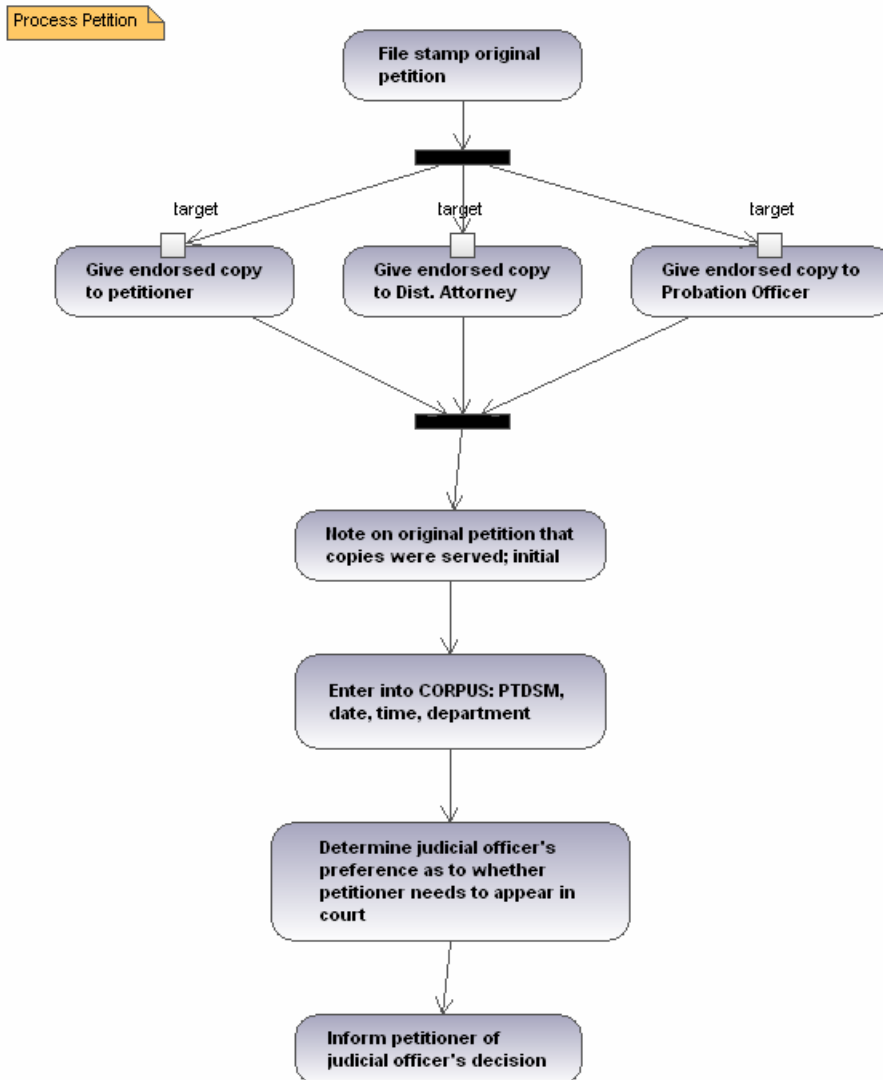 Process Petition
File stamp original
petition
target
target
target
Give endorsed copy
to petitioner
Give endorsed copy
to Dist. Attorney
Give endorsed copy to
Probation Officer
Note on original petition that
copies were served; initial
Enter into CORPUS: PTDSM,
date, time, department
Determine judicial officer's
preference as to whether
petitioner needs to appear in
court
Inform petitioner of
judicial officer's decision